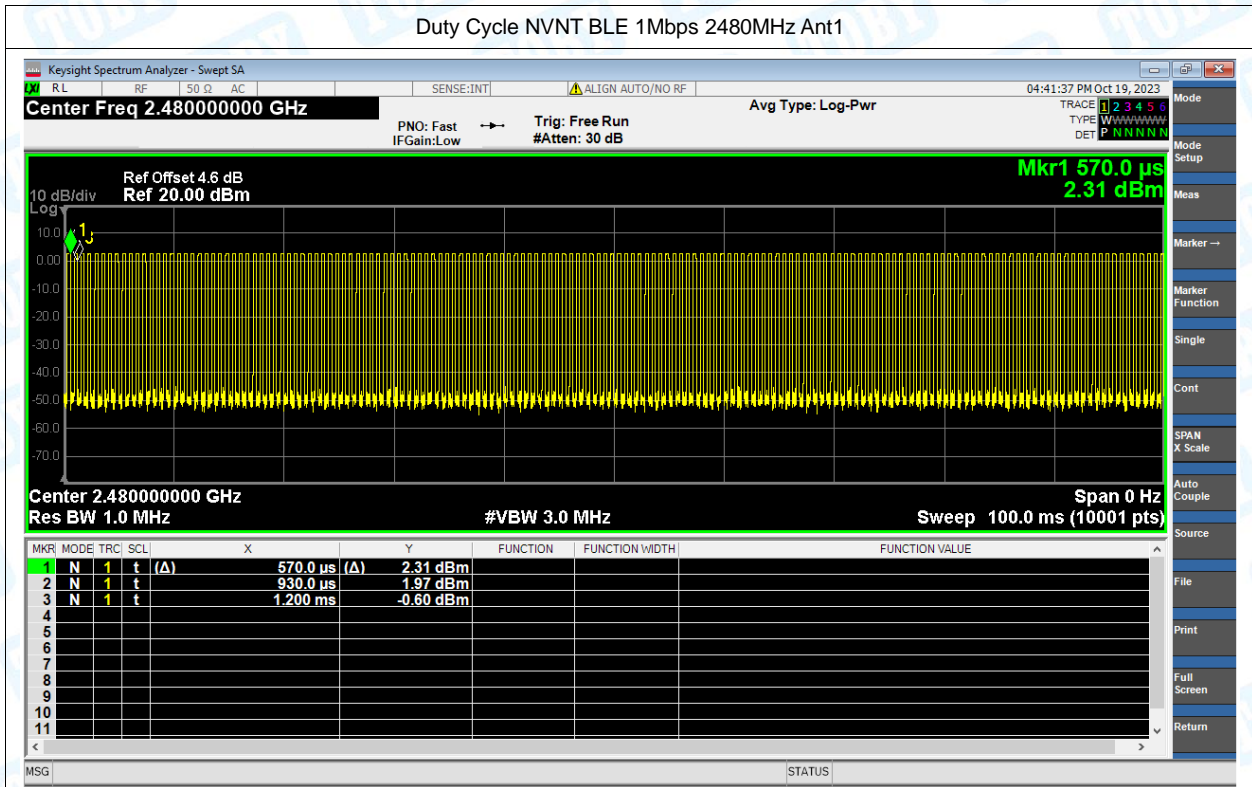 Duty Cycle NVNT BLE 1Mbps 2480MHz Ant1
Keysight Spectrum Analyzer - Swept SA
LXI RL RF 50 Ω AC SENSE:INT ALIGN AUTO/NO RF 04:41:37 PM Oct 19, 2023
Center Freq 2.480000000 GHz Avg Type: Log-Pwr TRACE 1 2 3 4 5 6
PNO: Fast Trig: Free Run TYPE WWWWWW
IFGain:Low #Atten: 30 dB DET P N N N N N
Mkr1 570.0 µs
2.31 dBm
Ref Offset 4.6 dB
10 dB/div Ref 20.00 dBm
Log
1
10.0
0.00
-10.0
-20.0
-30.0
-40.0
-50.0
-60.0
-70.0
Center 2.480000000 GHz Span 0 Hz
Res BW 1.0 MHz #VBW 3.0 MHz Sweep 100.0 ms (10001 pts)
MKR MODE TRC SCL X Y FUNCTION FUNCTION WIDTH FUNCTION VALUE
1 N 1 t (Δ) 570.0 µs (Δ) 2.31 dBm
2 N 1 t 930.0 µs 1.97 dBm
3 N 1 t 1.200 ms -0.60 dBm
4
5
6
7
8
9
10
11
MSG STATUS
Mode
Mode
Setup
Meas
Marker→
Marker
Function
Single
Cont
SPAN
X Scale
Auto
Couple
Source
File
Print
Full
Screen
Return
TOBY